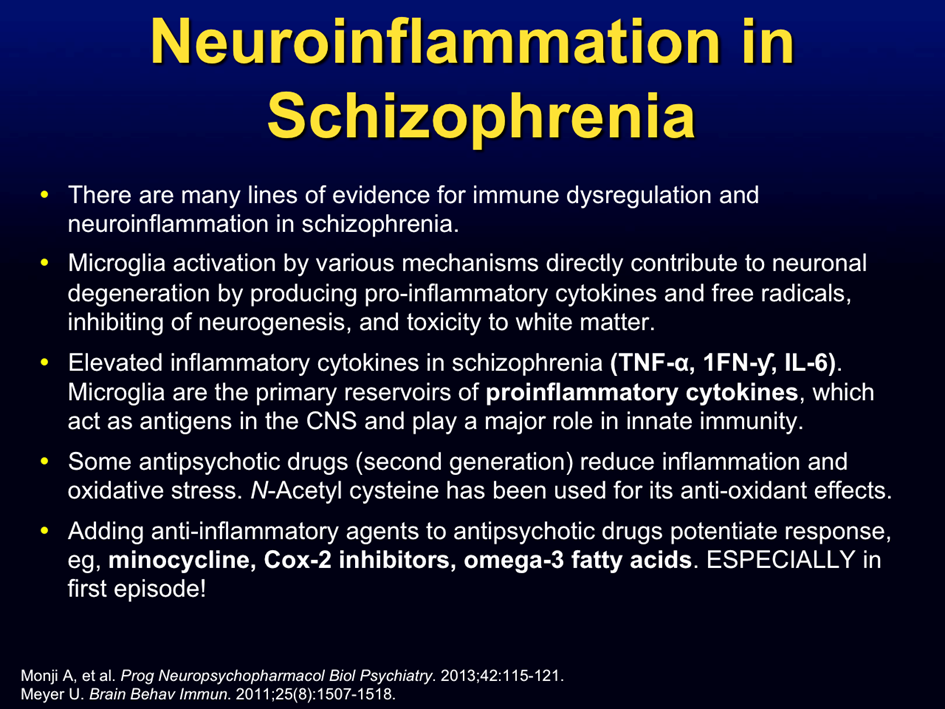 Neuroinflammation in
Schizophrenia
• There are many lines of evidence for immune dysregulation and
neuroinflammation in schizophrenia.
• Microglia activation by various mechanisms directly contribute to neuronal
degeneration by producing pro-inflammatory cytokines and free radicals,
inhibiting of neurogenesis, and toxicity to white matter.
• Elevated inflammatory cytokines in schizophrenia (TNF-α, 1FN-ƴ, IL-6).
Microglia are the primary reservoirs of proinflammatory cytokines, which
act as antigens in the CNS and play a major role in innate immunity.
• Some antipsychotic drugs (second generation) reduce inflammation and
oxidative stress. N-Acetyl cysteine has been used for its anti-oxidant effects.
• Adding anti-inflammatory agents to antipsychotic drugs potentiate response,
eg, minocycline, Cox-2 inhibitors, omega-3 fatty acids. ESPECIALLY in
first episode!
Monji A, et al. Prog Neuropsychopharmacol Biol Psychiatry. 2013;42:115-121.
Meyer U. Brain Behav Immun. 2011;25(8):1507-1518.